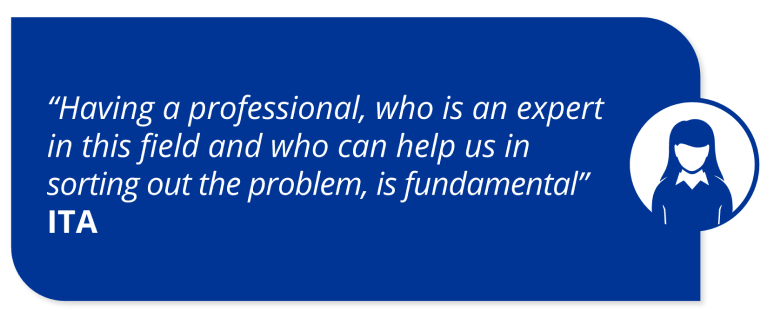 “Having a professional, who is an expert
in this field and who can help us in
sorting out the problem, is fundamental”
ITA